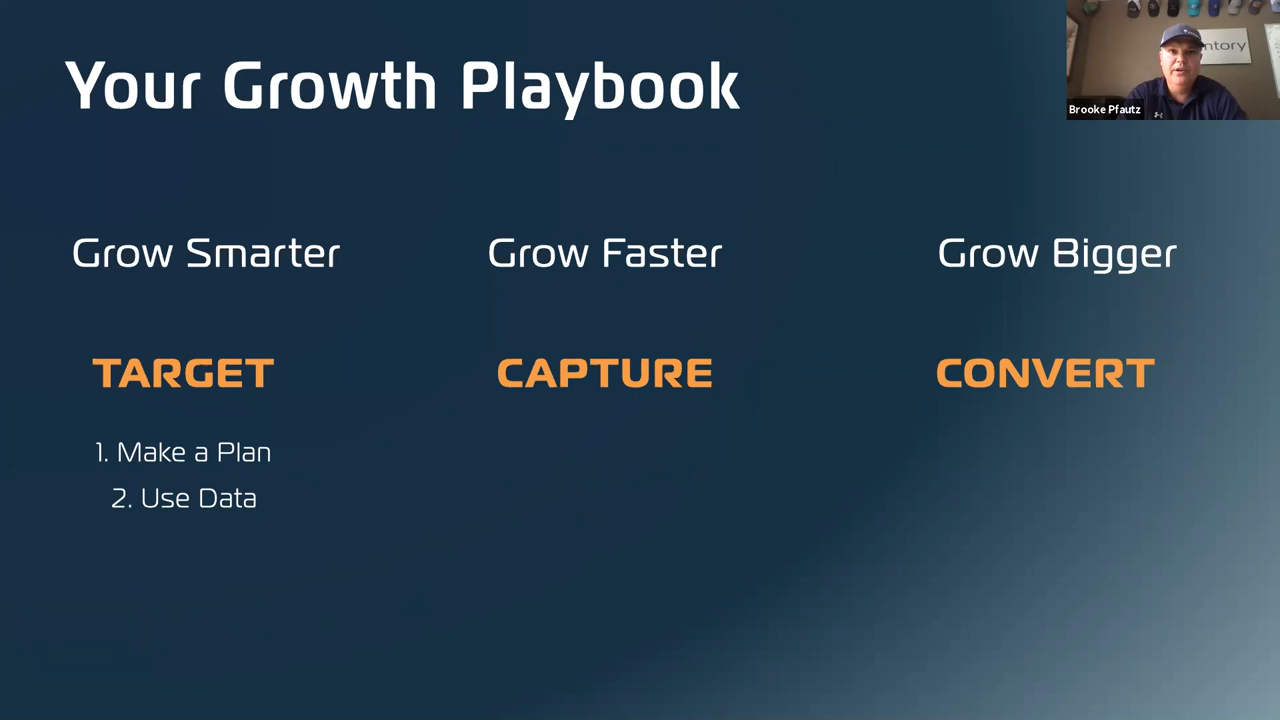 Your Growth Playbook
ntory
Brooke Pfautz
Grow Smarter
Grow Faster
Grow Bigger
TARGET
CAPTURE
CONVERT
1. Make a Plan
2. Use Data